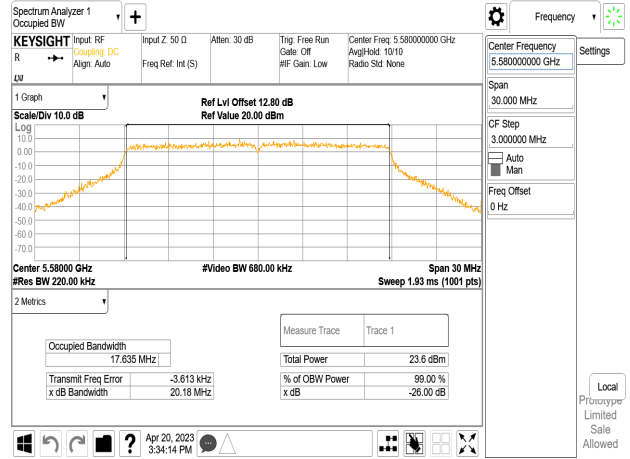 Spectrum Analyzer 1
Occupied BW
Frequency
KEYSIGHT
R
Input: RF
Coupling: DC
Align: Auto
Input Z: 50 Ω
Freq Ref: Int (S)
Atten: 30 dB
Trig: Free Run
Gate: Off
#IF Gain: Low
Center Freq: 5.580000000 GHz
Avg|Hold: 10/10
Radio Std: None
LXI
Center Frequency
5.580000000 GHz
Settings
Span
30.000 MHz
CF Step
3.000000 MHz
Auto
Man
Freq Offset
0 Hz
1 Graph
Scale/Div 10.0 dB
Ref Lvl Offset 12.80 dB
Ref Value 20.00 dBm
Log
10.0
0.00
-10.0
-20.0
-30.0
-40.0
-50.0
-60.0
-70.0
Center 5.58000 GHz
#Video BW 680.00 kHz
Span 30 MHz
#Res BW 220.00 kHz
Sweep 1.93 ms (1001 pts)
2 Metrics
Measure Trace
Trace 1
Occupied Bandwidth
17.635 MHz
Total Power
23.6 dBm
Transmit Freq Error
-3.613 kHz
% of OBW Power
99.00 %
x dB Bandwidth
20.18 MHz
x dB
-26.00 dB
Local
Prototype
Limited
Sale
Allowed
?
Apr 20, 2023
3:34:14 PM